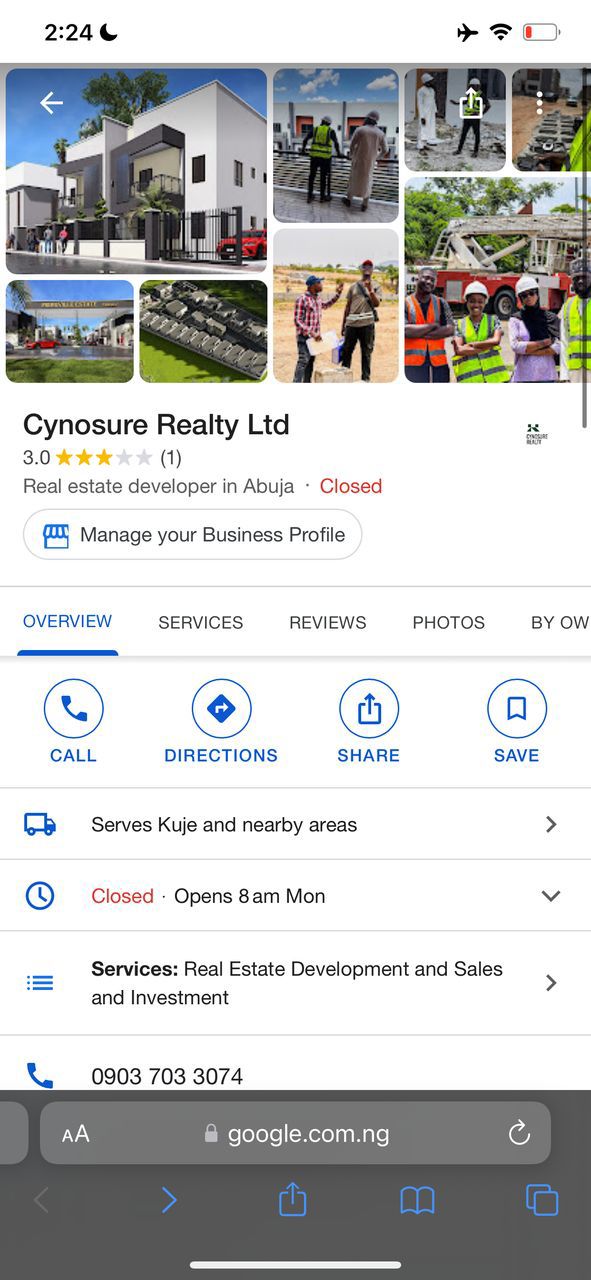 2:24
Cynosure Realty Ltd
CYNOSURE
REALTY
3.0 (1)
Real estate developer in Abuja · Closed
Manage your Business Profile
OVERVIEW SERVICES REVIEWS PHOTOS BY OW
CALL DIRECTIONS SHARE SAVE
Serves Kuje and nearby areas
Closed · Opens 8 am Mon
Services: Real Estate Development and Sales
and Investment
0903 703 3074
AA google.com.ng